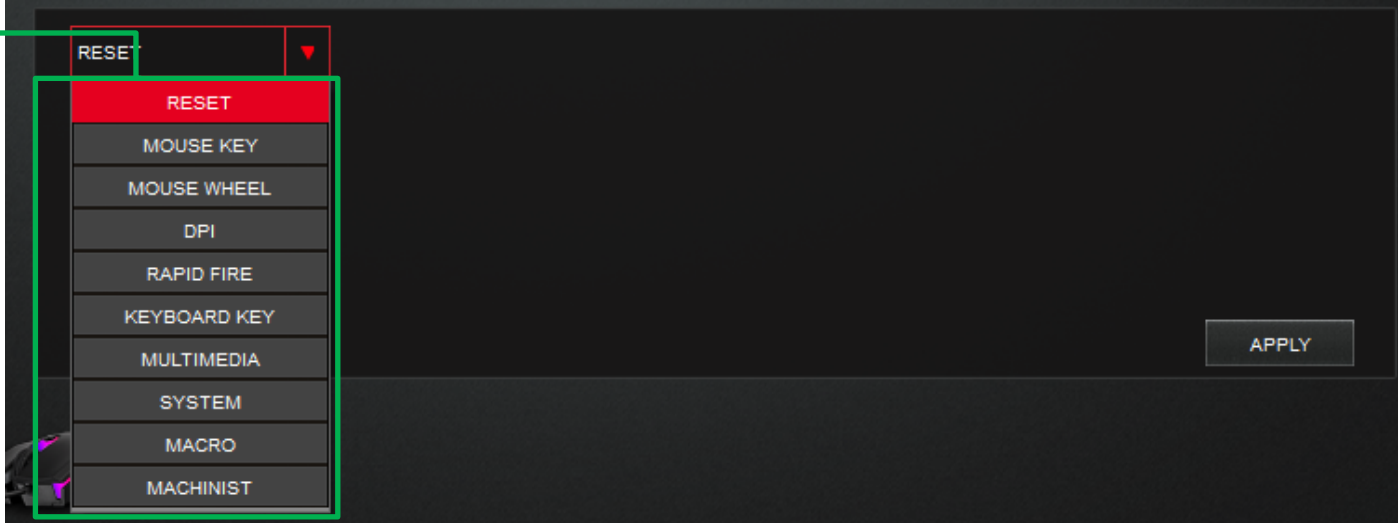 RESET
RESET
MOUSE KEY
MOUSE WHEEL
DPI
RAPID FIRE
KEYBOARD KEY
MULTIMEDIA
SYSTEM
MACRO
MACHINIST
APPLY